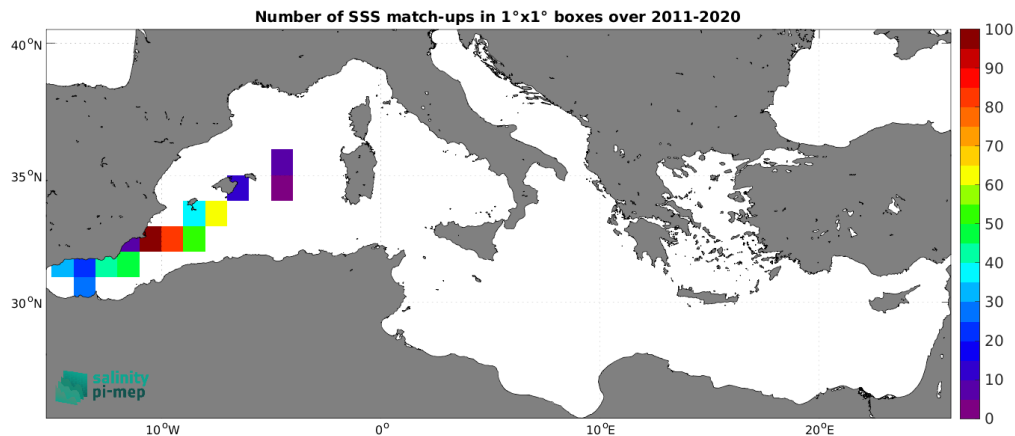 Number of SSS match-ups in 1°x1° boxes over 2011-2020
40°N
35°N
30°N
10°W
0°
10°E
20°E
100
90
80
70
60
50
40
30
20
10
0
salinity
pi-mep